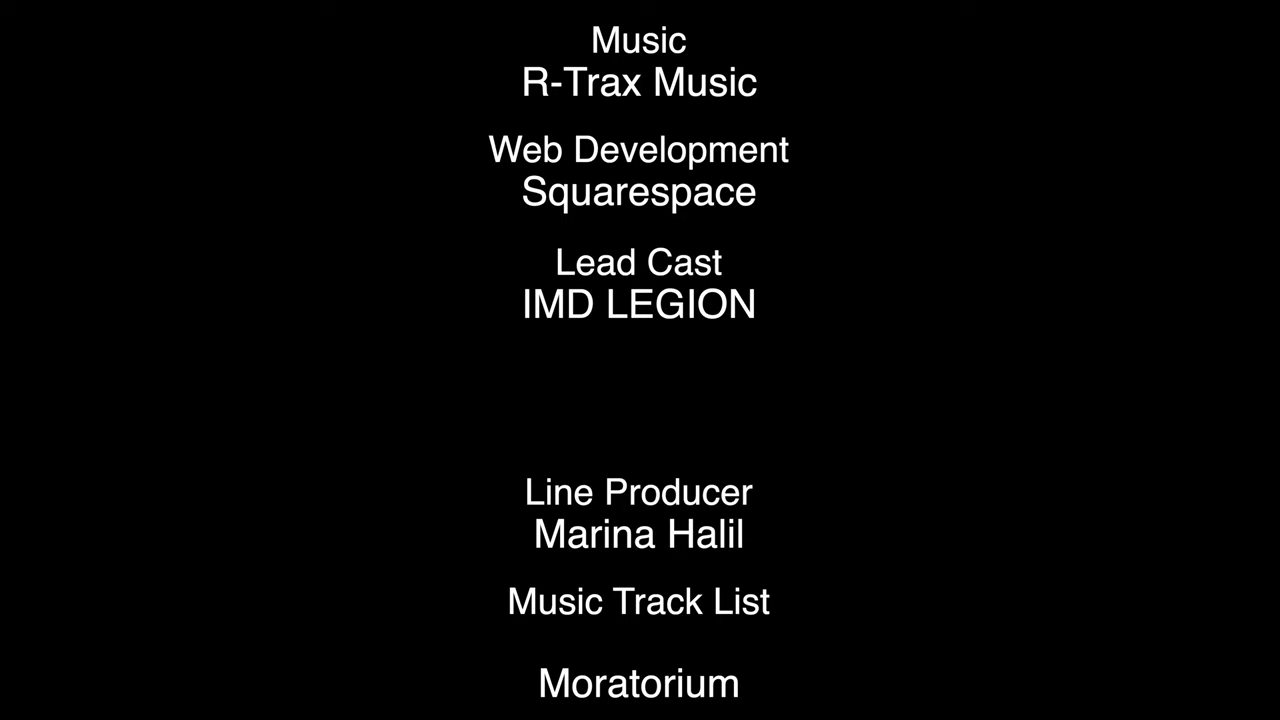 Music
R-Trax Music
Web Development
Squarespace
Lead Cast
IMD LEGION
Line Producer
Marina Halil
Music Track List
Moratorium